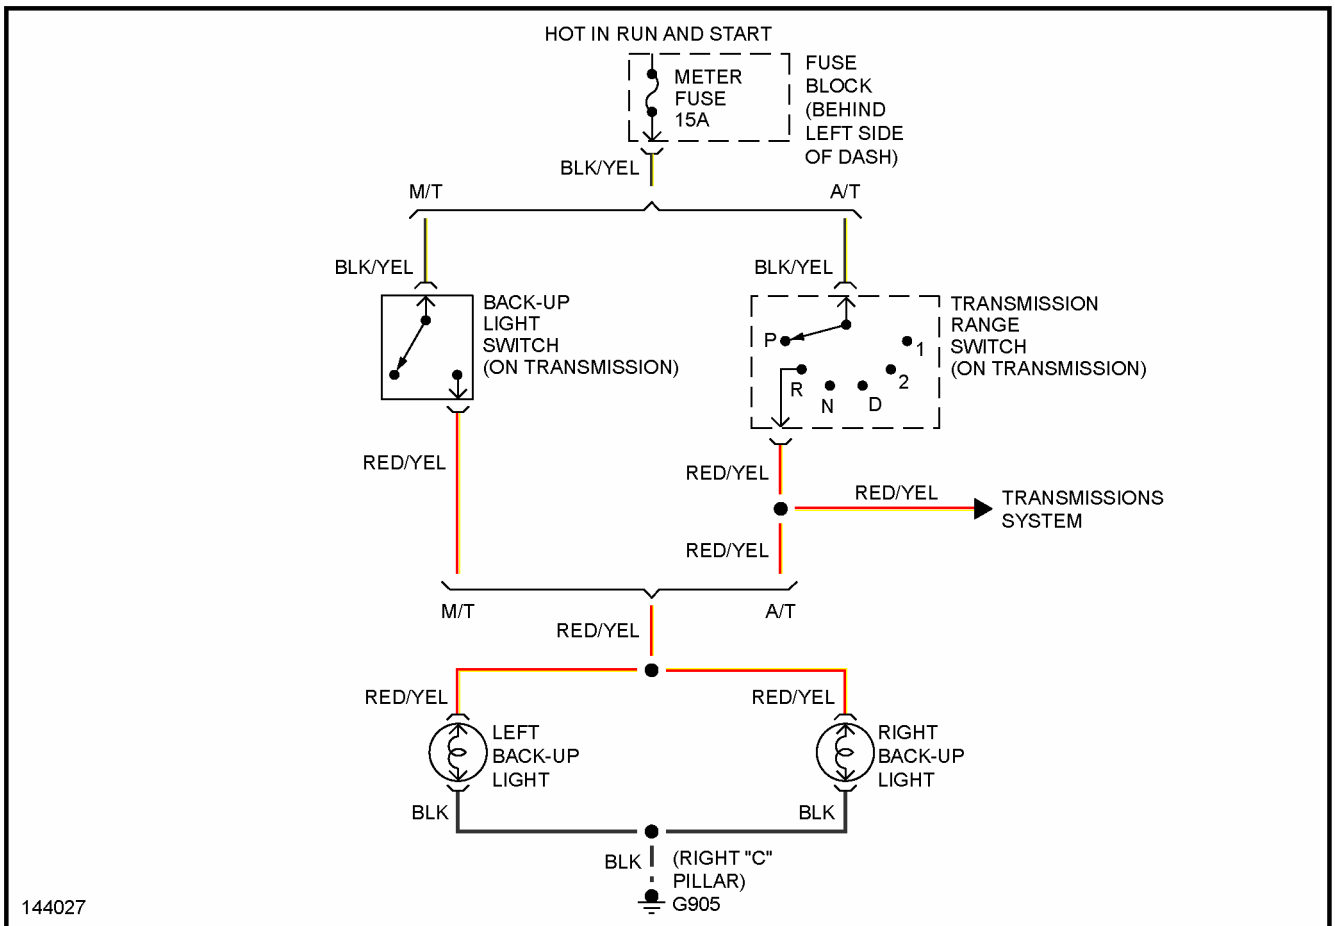 HOT IN RUN AND START
METER
FUSE
15A
FUSE
BLOCK
(BEHIND
LEFT SIDE
OF DASH)
BLK/YEL
M/T
A/T
BLK/YEL
BLK/YEL
BACK-UP
LIGHT
SWITCH
(ON TRANSMISSION)
P
R
N
D
2
1
TRANSMISSION
RANGE
SWITCH
(ON TRANSMISSION)
RED/YEL
RED/YEL
RED/YEL
TRANSMISSIONS
SYSTEM
RED/YEL
M/T
A/T
RED/YEL
RED/YEL
RED/YEL
LEFT
BACK-UP
LIGHT
RIGHT
BACK-UP
LIGHT
BLK
BLK
BLK
(RIGHT "C"
PILLAR)
G905
144027